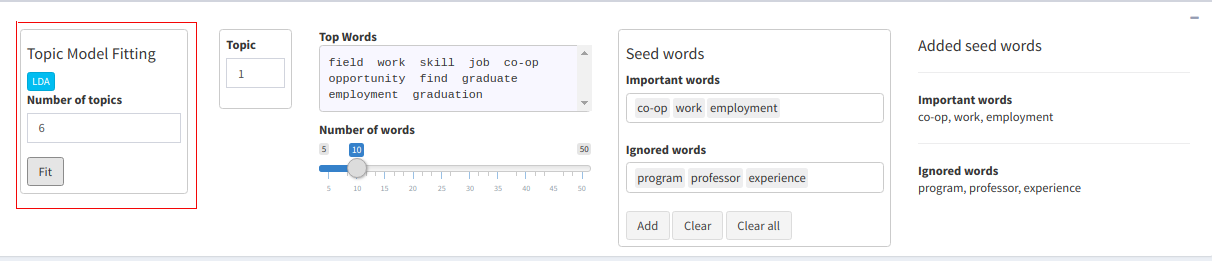 Topic Model Fitting
LDA
Number of topics
6
Fit
Topic
1
Top Words
field work skill job co-op
opportunity find graduate
employment graduation
Number of words
5 10 50
5 10 15 20 25 30 35 40 45 50
Seed words
Important words
co-op work employment
Ignored words
program professor experience
Add Clear Clear all
Added seed words
Important words
co-op, work, employment
Ignored words
program, professor, experience